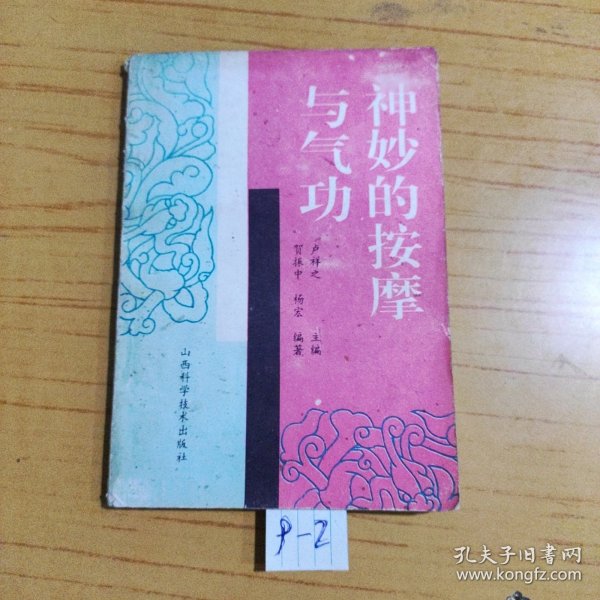 神妙的按摩
与气功
卢祥之 主编
贺振中 杨宏 编著
山西科学技术出版社
P-2
孔夫子旧书网
www.kongfz.com